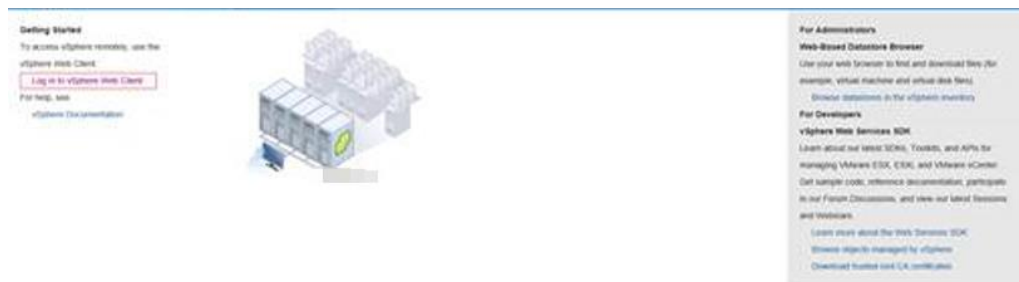 Getting Started
To access vSphere remotely, use the
vSphere Web Client.
Log in to vSphere Web Client
For help, see
vSphere Documentation
For Administrators
Web-Based Datastore Browser
Use your web browser to find and download files (for
example, virtual machine and virtual disk files).
Browse datastores in the vSphere inventory
For Developers
vSphere Web Services SDK
Learn about our latest SDKs, Toolkits, and APIs for
managing VMware ESX, ESXi, and VMware vCenter.
Get sample code, reference documentation, participate
in our Forum Discussions, and view our latest Sessions
and Webinars.
Learn more about the Web Services SDK
Browse objects managed by vSphere
Download trusted root CA certificates